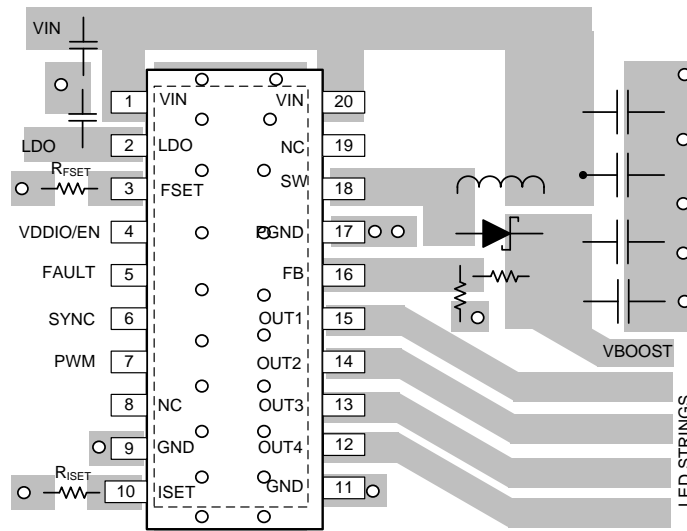 VIN
1 VIN VIN 20
LDO 2 LDO NC 19
RFSET 3 FSET SW 18
VDDIO/EN 4 PGND 17
FAULT 5 FB 16
SYNC 6 OUT1 15
PWM 7 OUT2 14
8 NC OUT3 13
9 GND OUT4 12
RISET 10 ISET GND 11
VBOOST
LED STRINGS